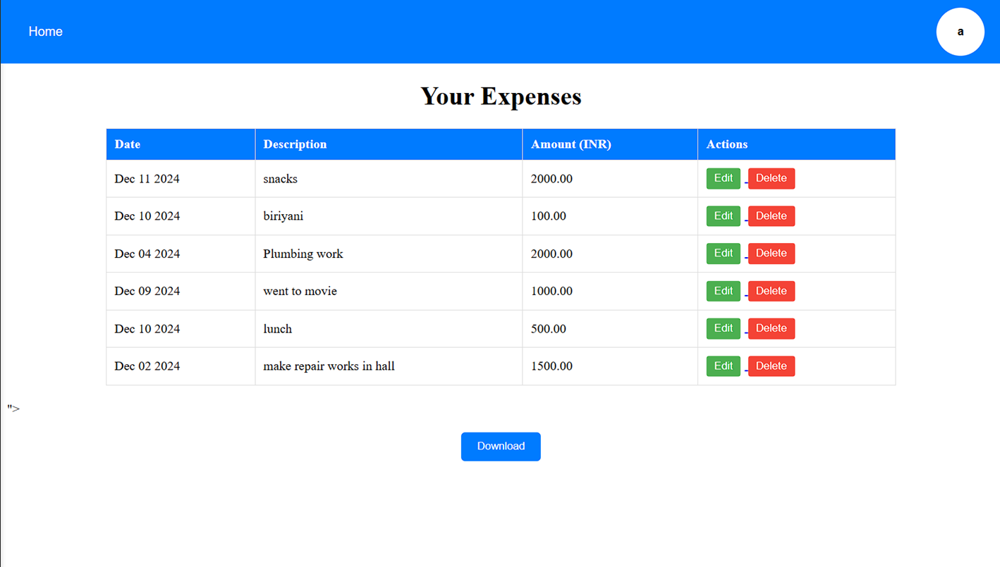 Home a
Your Expenses
Date Description Amount (INR) Actions
Dec 11 2024 snacks 2000.00 Edit Delete
Dec 10 2024 biriyani 100.00 Edit Delete
Dec 04 2024 Plumbing work 2000.00 Edit Delete
Dec 09 2024 went to movie 1000.00 Edit Delete
Dec 10 2024 lunch 500.00 Edit Delete
Dec 02 2024 make repair works in hall 1500.00 Edit Delete
">
Download